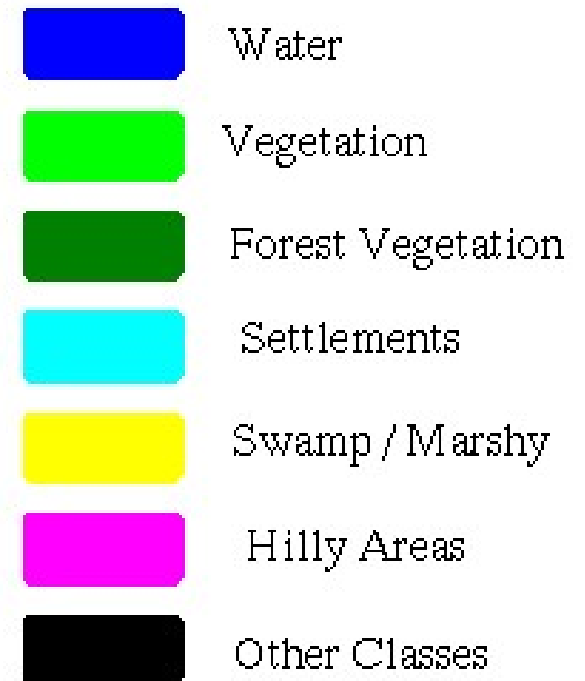 Water
Vegetation
Forest Vegetation
Settlements
Swamp / Marshy
Hilly Areas
Other Classes